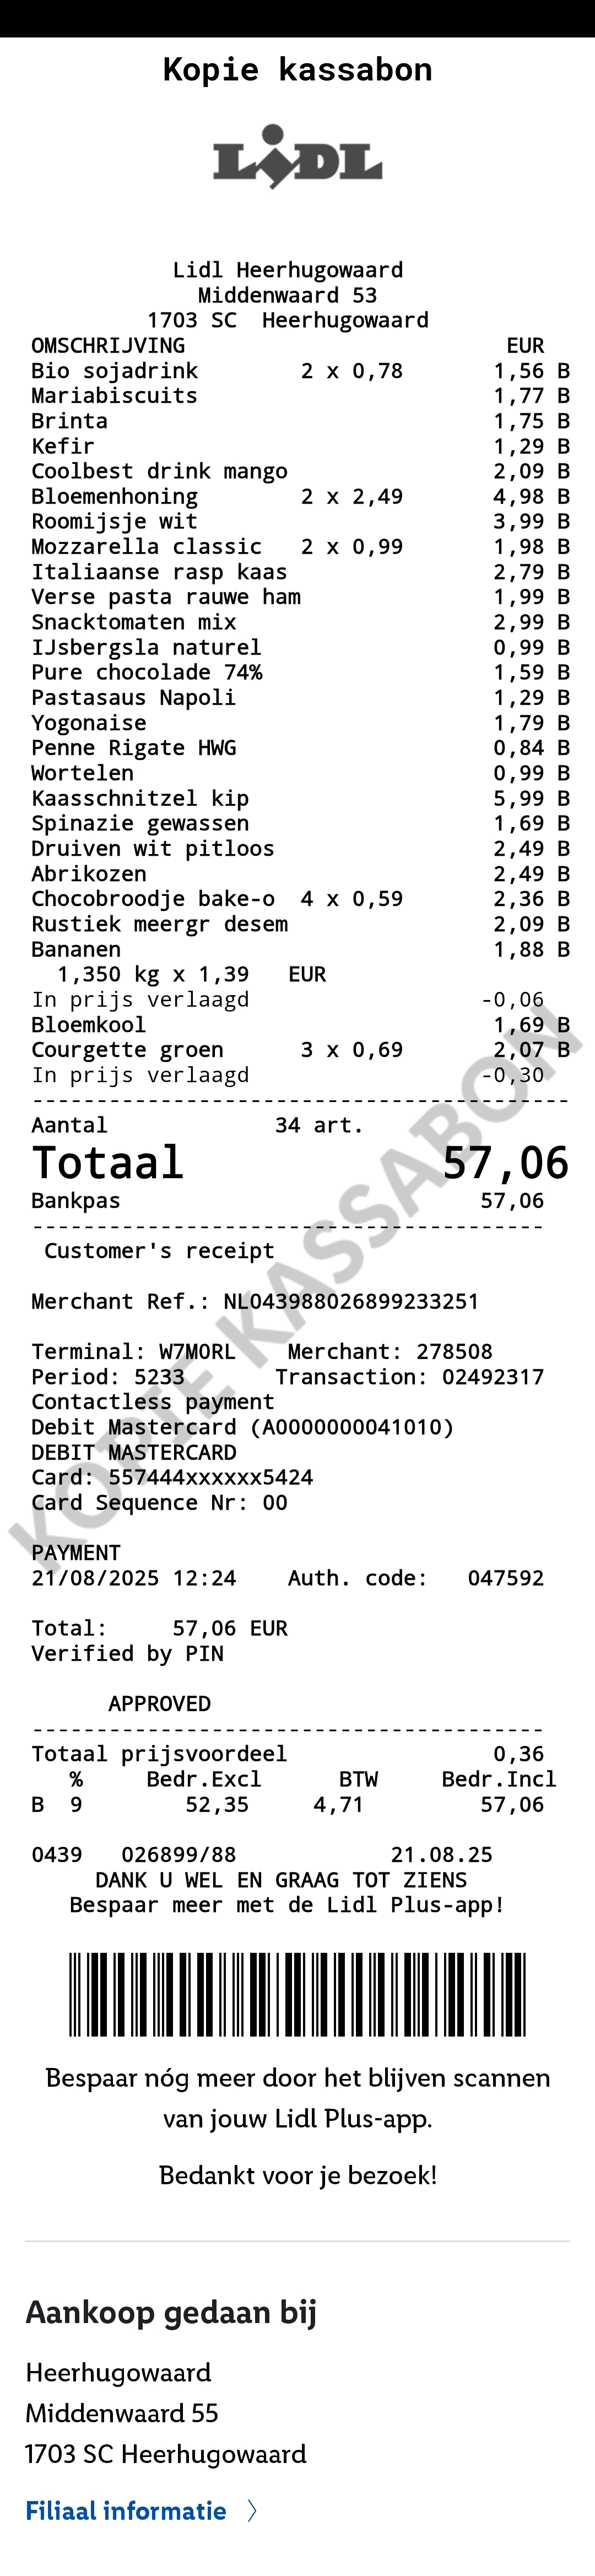 Kopie kassabon
LIDL
Lidl Heerhugowaard
Middenwaard 53
1703 SC  Heerhugowaard
OMSCHRIJVING EUR
Bio sojadrink 2 x 0,78 1,56 B
Mariabiscuits 1,77 B
Brinta 1,75 B
Kefir 1,29 B
Coolbest drink mango 2,09 B
Bloemenhoning 2 x 2,49 4,98 B
Roomijsje wit 3,99 B
Mozzarella classic 2 x 0,99 1,98 B
Italiaanse rasp kaas 2,79 B
Verse pasta rauwe ham 1,99 B
Snacktomaten mix 2,99 B
IJsbergsla naturel 0,99 B
Pure chocolade 74% 1,59 B
Pastasaus Napoli 1,29 B
Yogonaise 1,79 B
Penne Rigate HWG 0,84 B
Wortelen 0,99 B
Kaasschnitzel kip 5,99 B
Spinazie gewassen 1,69 B
Druiven wit pitloos 2,49 B
Abrikozen 2,49 B
Chocobroodje bake-o 4 x 0,59 2,36 B
Rustiek meergr desem 2,09 B
Bananen 1,88 B
1,350 kg x 1,39 EUR
In prijs verlaagd -0,06
Bloemkool 1,69 B
Courgette groen 3 x 0,69 2,07 B
In prijs verlaagd -0,30
------------------------------------------
Aantal 34 art.
Totaal 57,06
Bankpas 57,06
----------------------------------------
Customer's receipt
Merchant Ref.: NL043988026899233251
Terminal: W7M0RL Merchant: 278508
Period: 5233 Transaction: 02492317
Contactless payment
Debit Mastercard (A0000000041010)
DEBIT MASTERCARD
Card: 557444xxxxxx5424
Card Sequence Nr: 00
PAYMENT
21/08/2025 12:24 Auth. code: 047592
Total: 57,06 EUR
Verified by PIN
APPROVED
----------------------------------------
Totaal prijsvoordeel 0,36
% Bedr.Excl BTW Bedr.Incl
B 9 52,35 4,71 57,06
0439 026899/88 21.08.25
DANK U WEL EN GRAAG TOT ZIENS
Bespaar meer met de Lidl Plus-app!
KOPIE KASSABON
Bespaar nóg meer door het blijven scannen
van jouw Lidl Plus-app.
Bedankt voor je bezoek!
Aankoop gedaan bij
Heerhugowaard
Middenwaard 55
1703 SC Heerhugowaard
Filiaal informatie